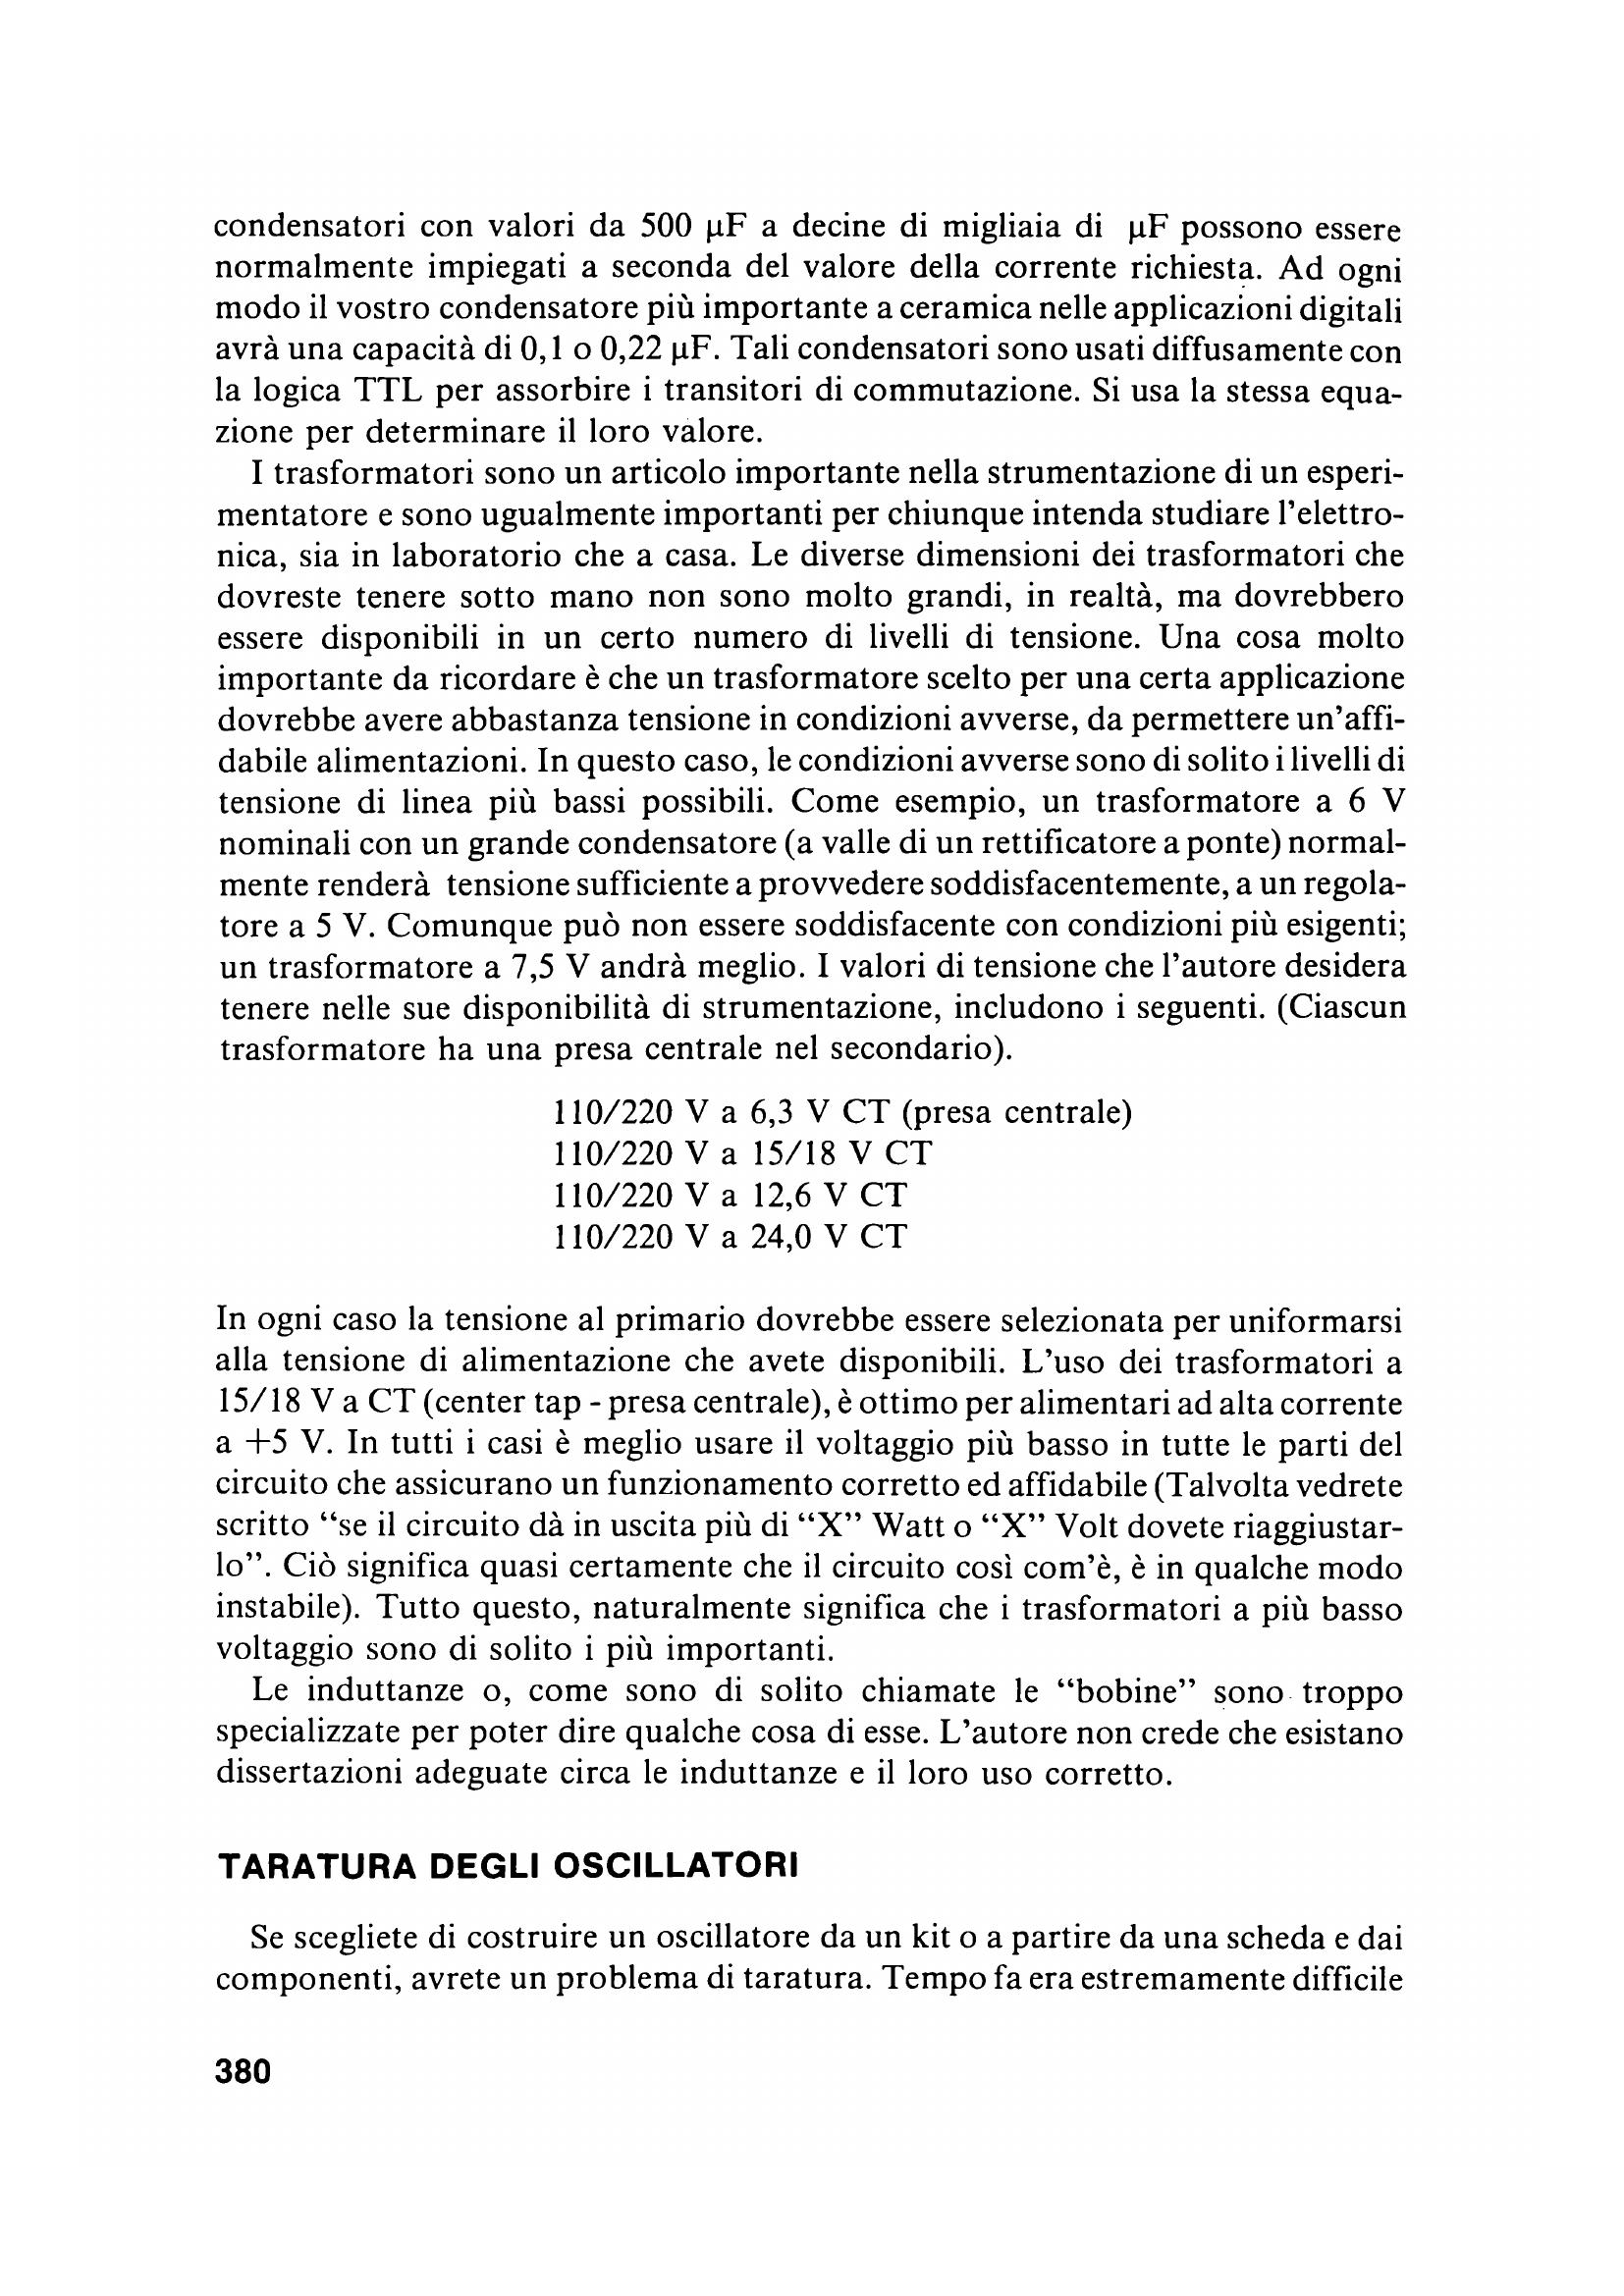 condensatori con valori da 500 µF a decine di migliaia di µF possono essere
normalmente impiegati a seconda del valore della corrente richiesta. Ad ogni
modo il vostro condensatore più importante a ceramica nelle applicazioni digitali
avrà una capacità di 0,1 o 0,22 µF. Tali condensatori sono usati diffusamente con
la logica TTL per assorbire i transitori di commutazione. Si usa la stessa equa-
zione per determinare il loro valore.
I trasformatori sono un articolo importante nella strumentazione di un esperi-
mentatore e sono ugualmente importanti per chiunque intenda studiare l'elettro-
nica, sia in laboratorio che a casa. Le diverse dimensioni dei trasformatori che
dovreste tenere sotto mano non sono molto grandi, in realtà, ma dovrebbero
essere disponibili in un certo numero di livelli di tensione. Una cosa molto
importante da ricordare è che un trasformatore scelto per una certa applicazione
dovrebbe avere abbastanza tensione in condizioni avverse, da permettere un'affi-
dabile alimentazioni. In questo caso, le condizioni avverse sono di solito i livelli di
tensione di linea più bassi possibili. Come esempio, un trasformatore a 6 V
nominali con un grande condensatore (a valle di un rettificatore a ponte) normal-
mente renderà tensione sufficiente a provvedere soddisfacentemente, a un regola-
tore a 5 V. Comunque può non essere soddisfacente con condizioni più esigenti;
un trasformatore a 7,5 V andrà meglio. I valori di tensione che l'autore desidera
tenere nelle sue disponibilità di strumentazione, includono i seguenti. (Ciascun
trasformatore ha una presa centrale nel secondario).
110/220 V a 6,3 V CT (presa centrale)
110/220 V a 15/18 V CT
110/220 V a 12,6 V CT
110/220 V a 24,0 V CT
In ogni caso la tensione al primario dovrebbe essere selezionata per uniformarsi
alla tensione di alimentazione che avete disponibili. L'uso dei trasformatori a
15/18 V a CT (center tap - presa centrale), è ottimo per alimentari ad alta corrente
a +5 V. In tutti i casi è meglio usare il voltaggio più basso in tutte le parti del
circuito che assicurano un funzionamento corretto ed affidabile (Talvolta vedrete
scritto “se il circuito dà in uscita più di “X” Watt o “X” Volt dovete riaggiustar-
lo”. Ciò significa quasi certamente che il circuito così com'è, è in qualche modo
instabile). Tutto questo, naturalmente significa che i trasformatori a più basso
voltaggio sono di solito i più importanti.
Le induttanze o, come sono di solito chiamate le “bobine” sono troppo
specializzate per poter dire qualche cosa di esse. L'autore non crede che esistano
dissertazioni adeguate circa le induttanze e il loro uso corretto.
TARATURA DEGLI OSCILLATORI
Se scegliete di costruire un oscillatore da un kit o a partire da una scheda e dai
componenti, avrete un problema di taratura. Tempo fa era estremamente difficile
380